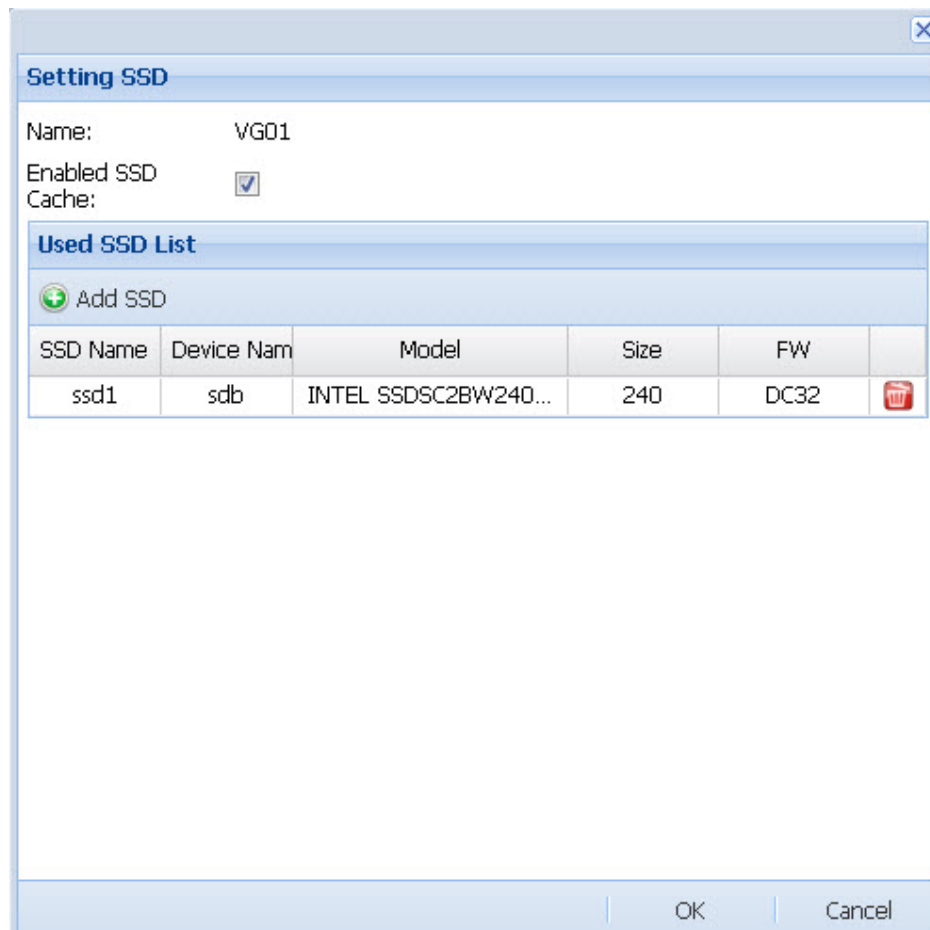 Setting SSD
Name: VG01
Enabled SSD
Cache:
Used SSD List
Add SSD
SSD Name Device Nam Model Size FW
ssd1 sdb INTEL SSDSC2BW240... 240 DC32
OK Cancel